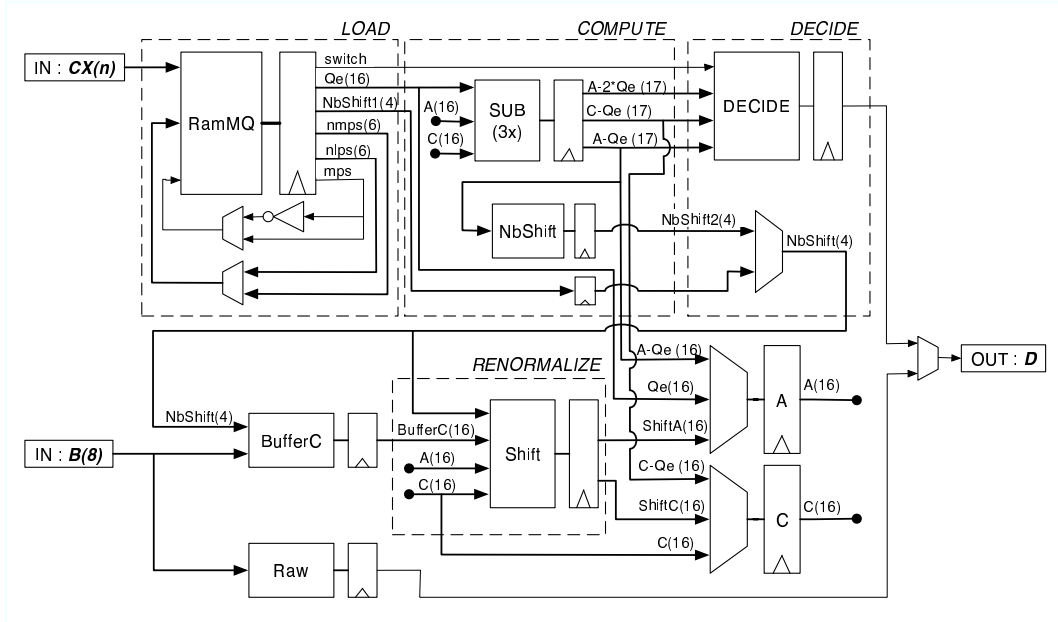 LOAD
COMPUTE
DECIDE
IN : CX(n)
RamMQ
switch
Qe(16)
NbShift1(4)
nmps(6)
nlps(6)
mps
A(16)
C(16)
SUB
(3x)
A-2*Qe (17)
C-Qe (17)
A-Qe (17)
DECIDE
NbShift
NbShift2(4)
NbShift(4)
OUT : D
RENORMALIZE
NbShift(4)
IN : B(8)
BufferC
BufferC(16)
A(16)
C(16)
Shift
A-Qe (16)
Qe(16)
ShiftA(16)
A
A(16)
C-Qe (16)
ShiftC(16)
C(16)
C
C(16)
Raw